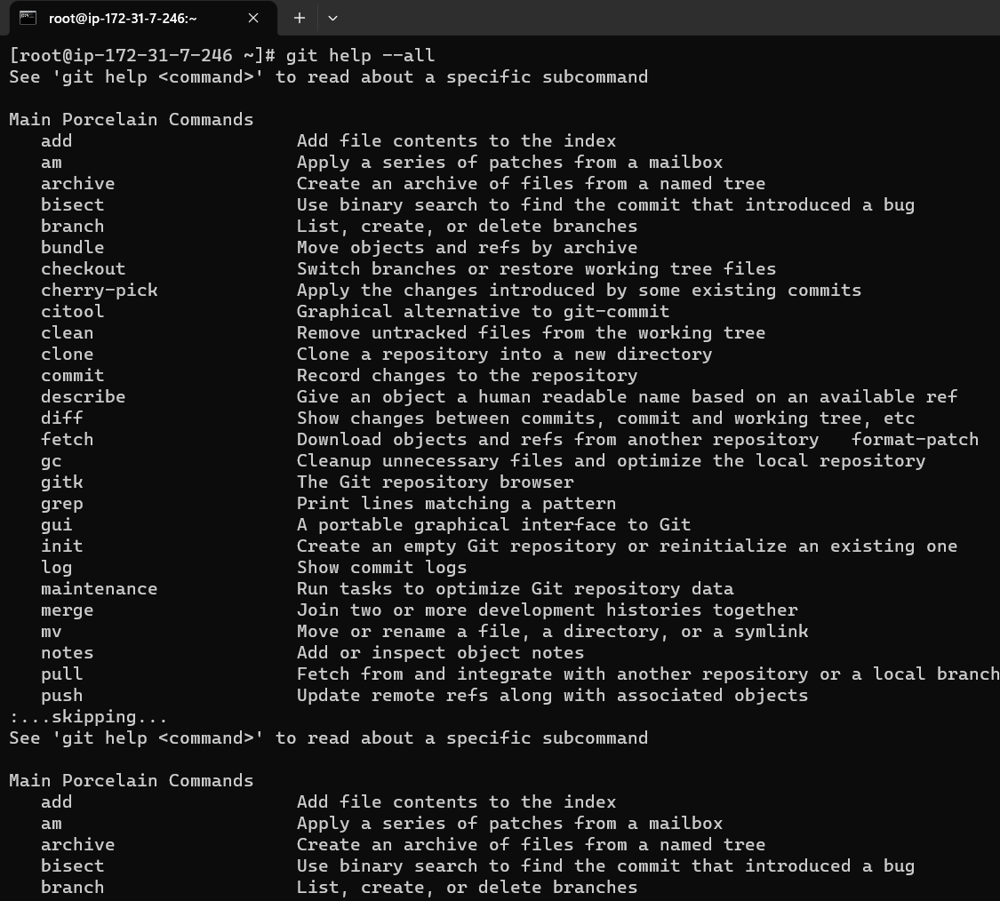 root@ip-172-31-7-246:~
[root@ip-172-31-7-246 ~]# git help --all
See 'git help <command>' to read about a specific subcommand
Main Porcelain Commands
add Add file contents to the index
am Apply a series of patches from a mailbox
archive Create an archive of files from a named tree
bisect Use binary search to find the commit that introduced a bug
branch List, create, or delete branches
bundle Move objects and refs by archive
checkout Switch branches or restore working tree files
cherry-pick Apply the changes introduced by some existing commits
citool Graphical alternative to git-commit
clean Remove untracked files from the working tree
clone Clone a repository into a new directory
commit Record changes to the repository
describe Give an object a human readable name based on an available ref
diff Show changes between commits, commit and working tree, etc
fetch Download objects and refs from another repository format-patch
gc Cleanup unnecessary files and optimize the local repository
gitk The Git repository browser
grep Print lines matching a pattern
gui A portable graphical interface to Git
init Create an empty Git repository or reinitialize an existing one
log Show commit logs
maintenance Run tasks to optimize Git repository data
merge Join two or more development histories together
mv Move or rename a file, a directory, or a symlink
notes Add or inspect object notes
pull Fetch from and integrate with another repository or a local branch
push Update remote refs along with associated objects
:...skipping...
See 'git help <command>' to read about a specific subcommand
Main Porcelain Commands
add Add file contents to the index
am Apply a series of patches from a mailbox
archive Create an archive of files from a named tree
bisect Use binary search to find the commit that introduced a bug
branch List, create, or delete branches